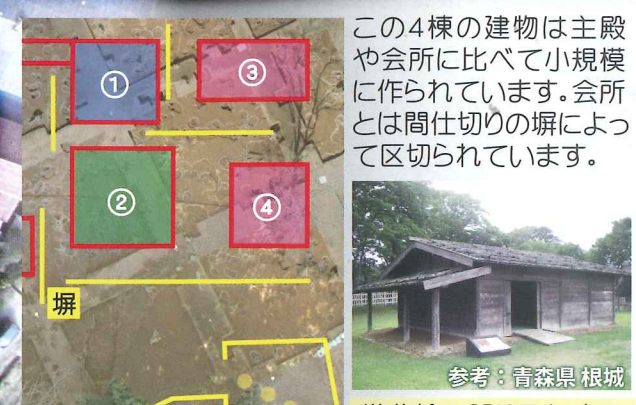 この4棟の建物は主殿
や会所に比べて小規模
に作られています。会所
とは間仕切りの塀によっ
て区切られています。
①
③
②
④
塀
参考：青森県 根城